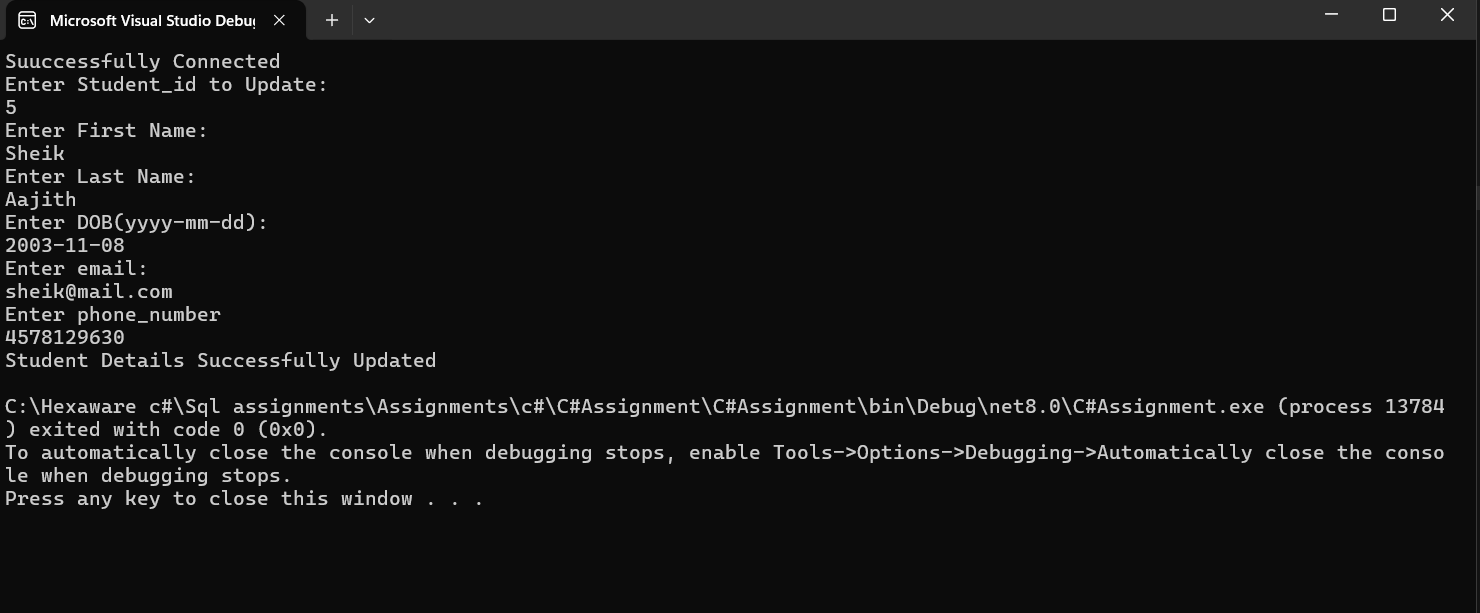 Microsoft Visual Studio Debug
Suuccessfully Connected
Enter Student_id to Update:
5
Enter First Name:
Sheik
Enter Last Name:
Aajith
Enter DOB(yyyy-mm-dd):
2003-11-08
Enter email:
sheik@mail.com
Enter phone_number
4578129630
Student Details Successfully Updated
C:\Hexaware c#\Sql assignments\Assignments\c#\C#Assignment\C#Assignment\bin\Debug\net8.0\C#Assignment.exe (process 13784
) exited with code 0 (0x0).
To automatically close the console when debugging stops, enable Tools->Options->Debugging->Automatically close the conso
le when debugging stops.
Press any key to close this window . . .